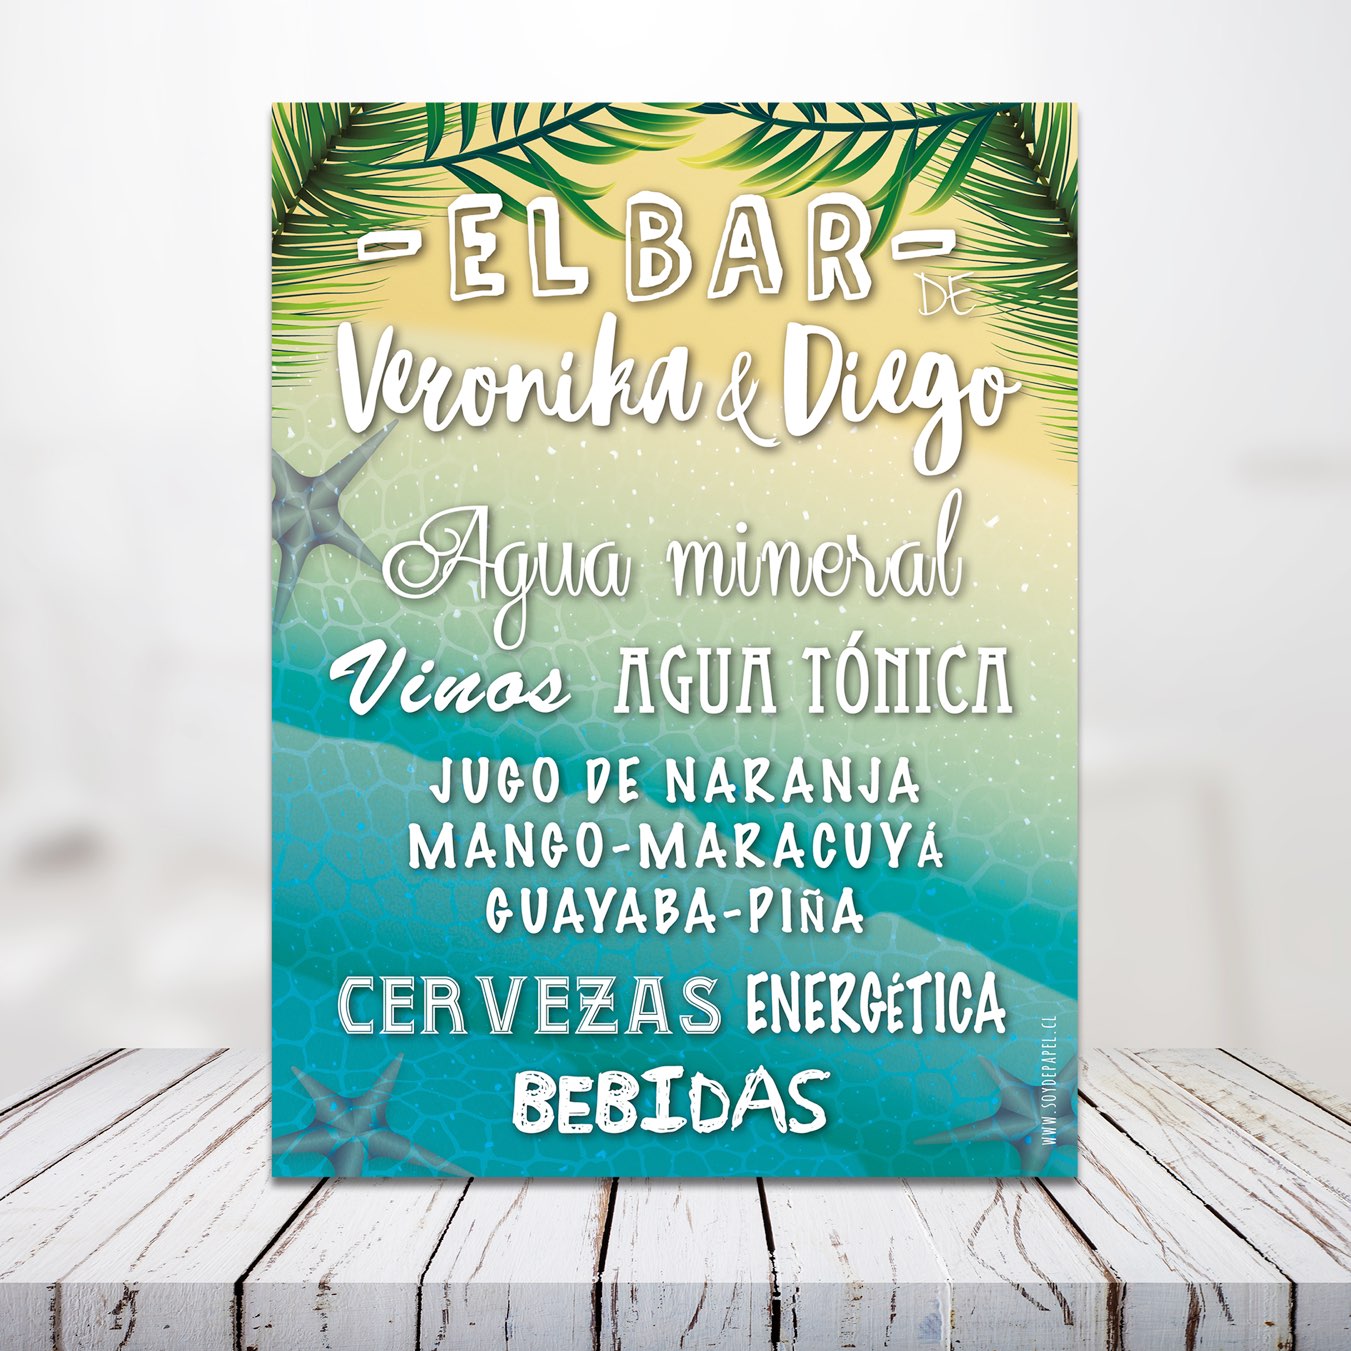 -EL BAR-
DE
Veronika & Diego
Agua mineral
Vinos AGUA TÓNICA
JUGO DE NARANJA
MANGO-MARACUYÁ
GUAYABA-PIÑA
CERVEZAS ENERGÉTICA
BEBIDAS
WWW.SOYDEPAPEL.CL